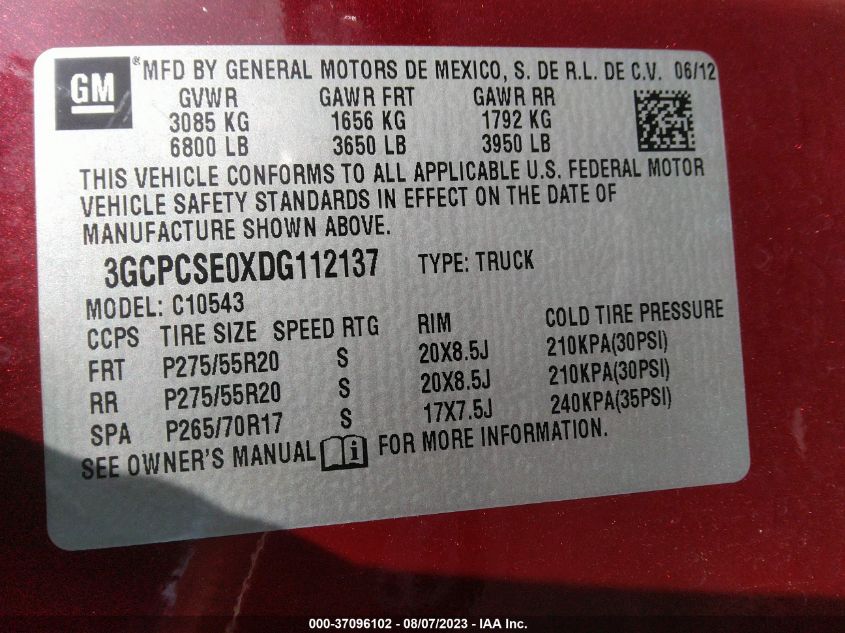 GM ® MFD BY GENERAL MOTORS DE MEXICO, S. DE R.L. DE C.V. 06/12
GVWR GAWR FRT GAWR RR
3085 KG 1656 KG 1792 KG
6800 LB 3650 LB 3950 LB
THIS VEHICLE CONFORMS TO ALL APPLICABLE U.S. FEDERAL MOTOR
VEHICLE SAFETY STANDARDS IN EFFECT ON THE DATE OF
MANUFACTURE SHOWN ABOVE.
3GCPCSE0XDG112137 TYPE: TRUCK
MODEL: C10543
CCPS TIRE SIZE SPEED RTG RIM COLD TIRE PRESSURE
FRT P275/55R20 S 20X8.5J 210KPA(30PSI)
RR P275/55R20 S 20X8.5J 210KPA(30PSI)
SPA P265/70R17 S 17X7.5J 240KPA(35PSI)
SEE OWNER'S MANUAL i FOR MORE INFORMATION.
000-37096102 - 08/07/2023 - IAA Inc.